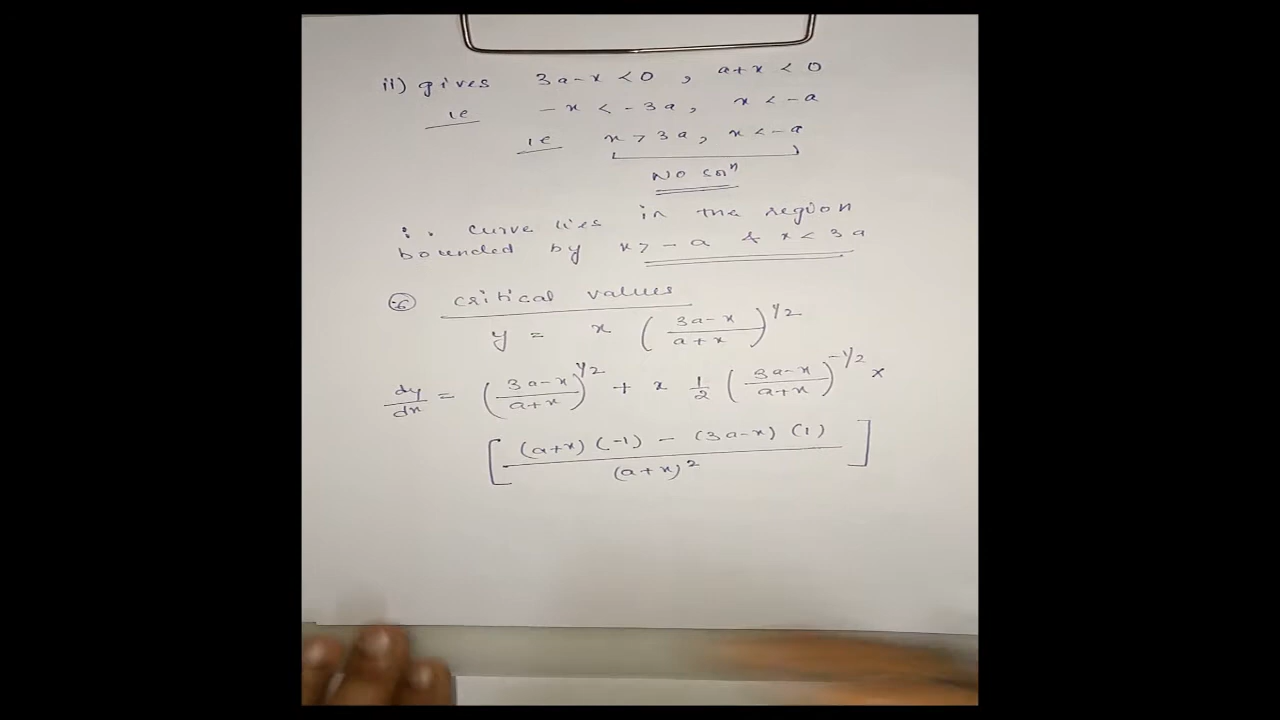 ii) gives 3a-x < 0 , a+x < 0
ie -x < -3a, x < -a
ie x > 3a, x < -a
No solⁿ
∴ curve lies in the region
bounded by x > -a & x < 3a
6 critical values
y = x ( (3a-x)/(a+x) )^1/2
dy/dx = ( (3a-x)/(a+x) )^1/2 + x 1/2 ( (3a-x)/(a+x) )^-1/2 ×
[ ( (a+x) (-1) - (3a-x) (1) ) / (a+x)² ]